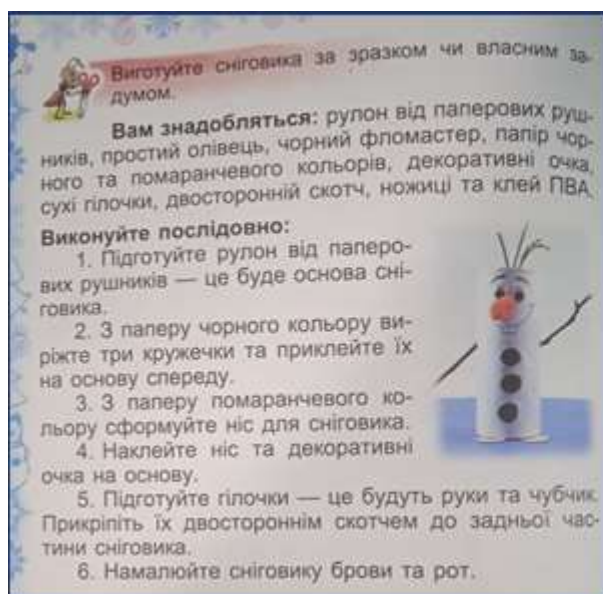 Виготуйте сніговика за зразком чи власним за-
думом.
Вам знадобляться: рулон від паперових руш-
ників, простий олівець, чорний фломастер, папір чор-
ного та помаранчевого кольорів, декоративні очка,
сухі гілочки, двосторонній скотч, ножиці та клей ПВА.
Виконуйте послідовно:
1. Підготуйте рулон від паперо-
вих рушників — це буде основа сні-
говика.
2. З паперу чорного кольору ви-
ріжте три кружечки та приклейте їх
на основу спереду.
3. З паперу помаранчевого ко-
льору сформуйте ніс для сніговика.
4. Наклейте ніс та декоративні
очка на основу.
5. Підготуйте гілочки — це будуть руки та чубчик.
Прикріпіть їх двостороннім скотчем до задньої час-
тини сніговика.
6. Намалюйте сніговику брови та рот.